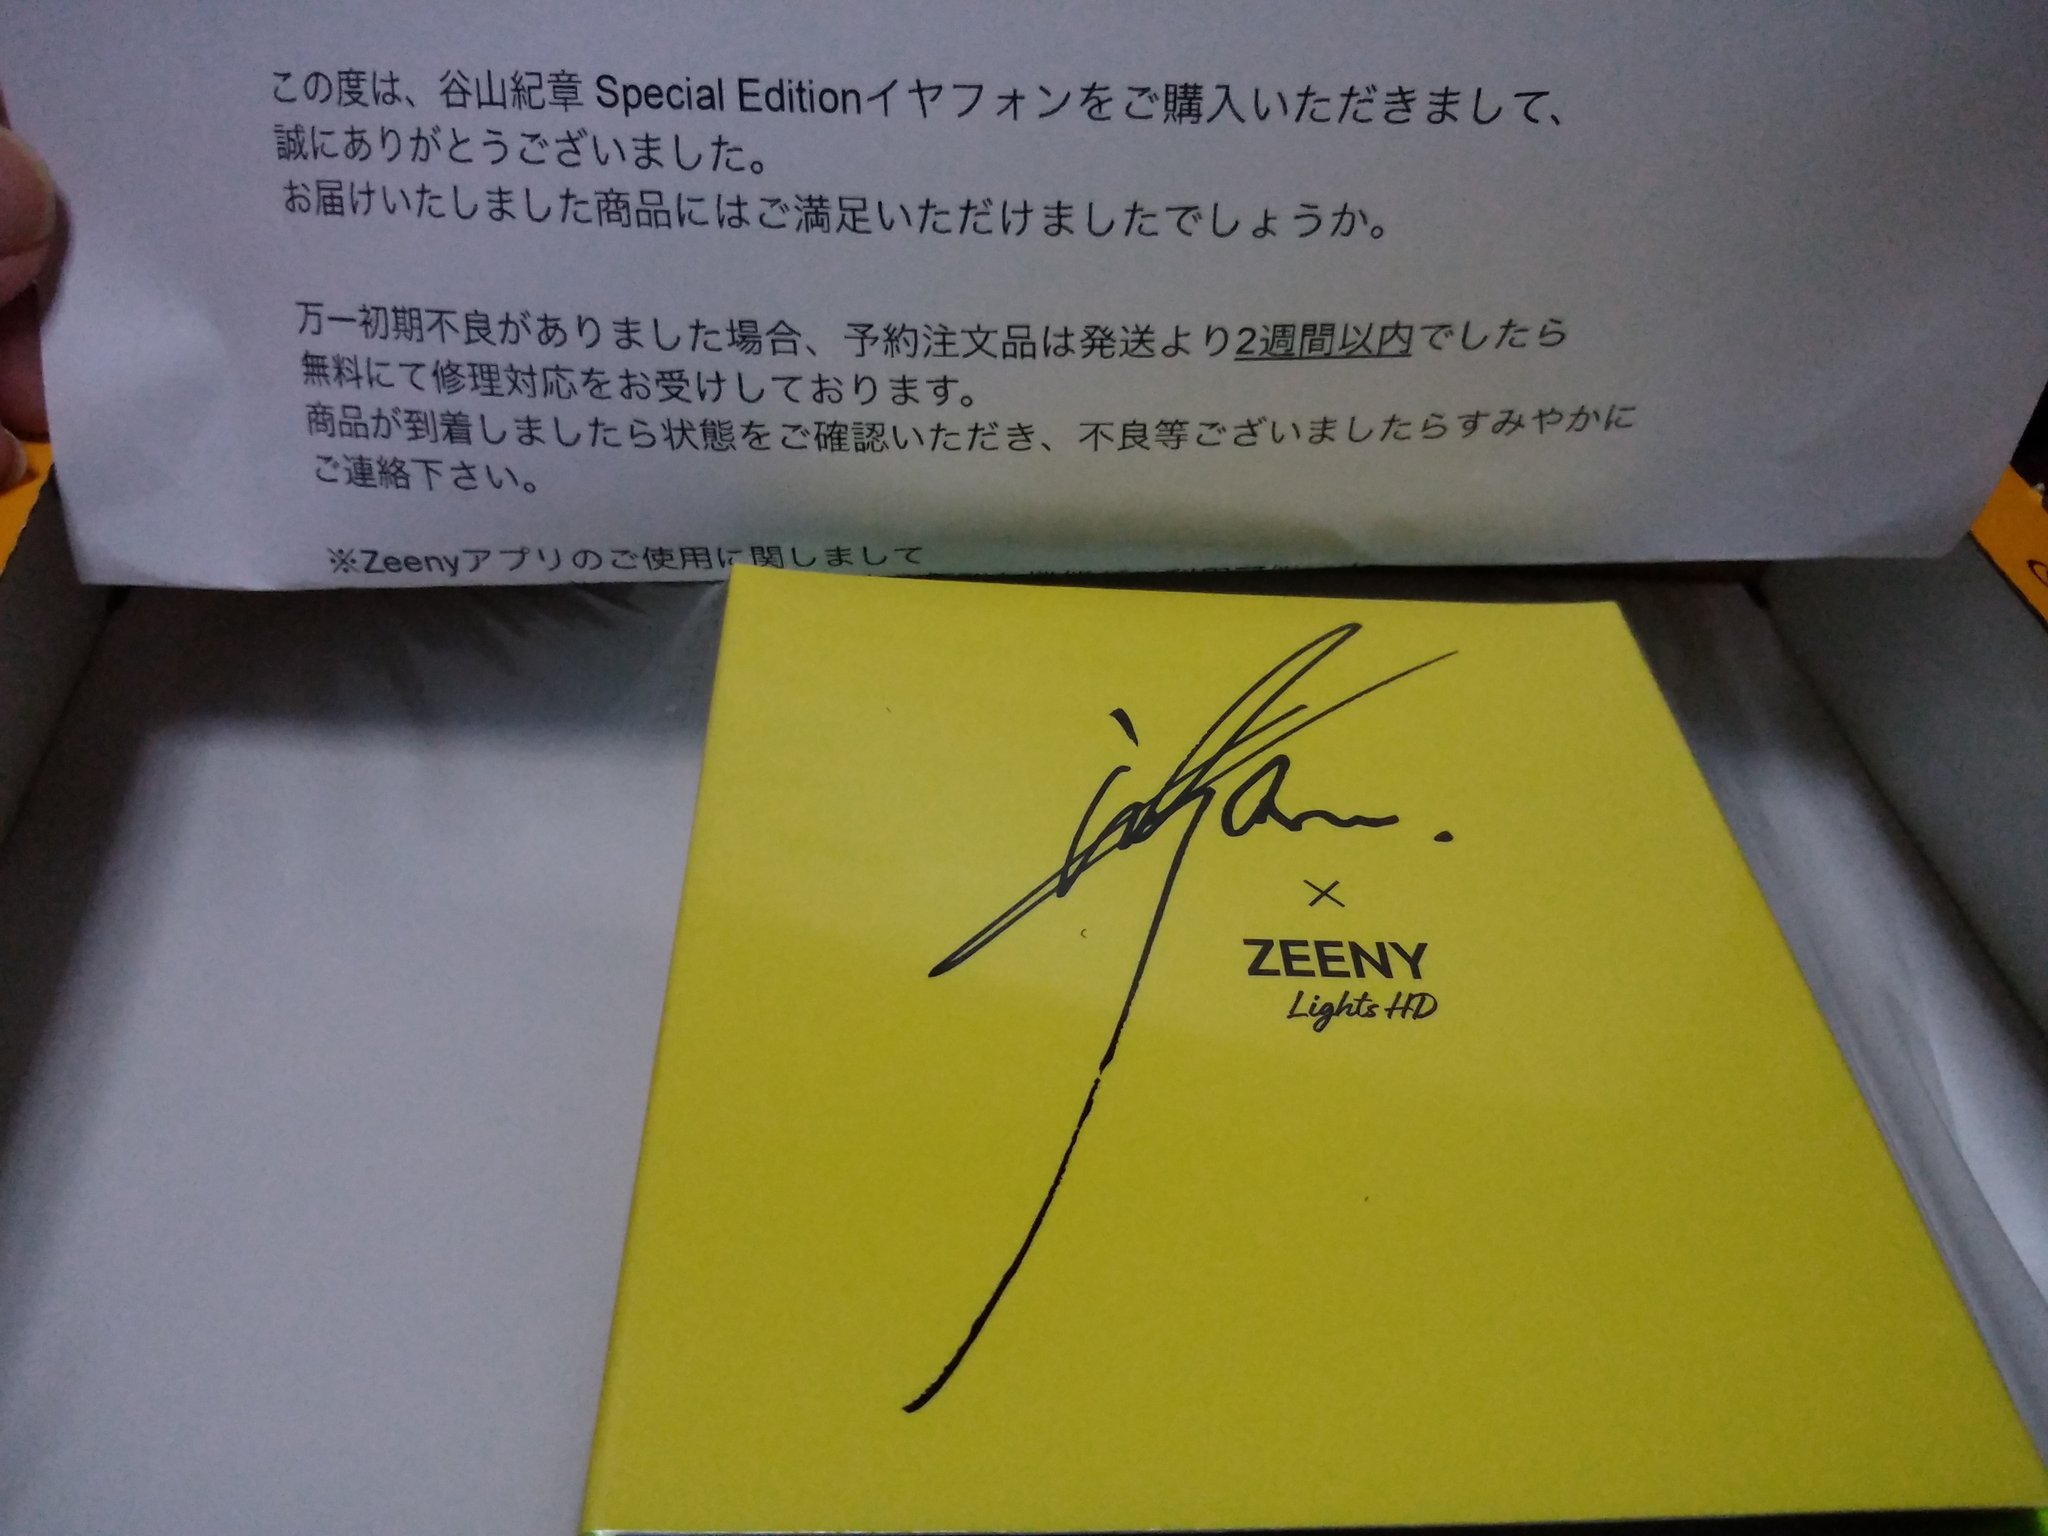 この度は、谷山紀章 Special Editionイヤフォンをご購入いただきまして、
誠にありがとうございました。
お届けいたしました商品にはご満足いただけましたでしょうか。
万一初期不良がありました場合、予約注文品は発送より2週間以内でしたら
無料にて修理対応をお受けしております。
商品が到着しましたら状態をご確認いただき、不良等ございましたらすみやかに
ご連絡下さい。
※Zeenyアプリのご使用に関しまして
×
ZEENY
Lights HD